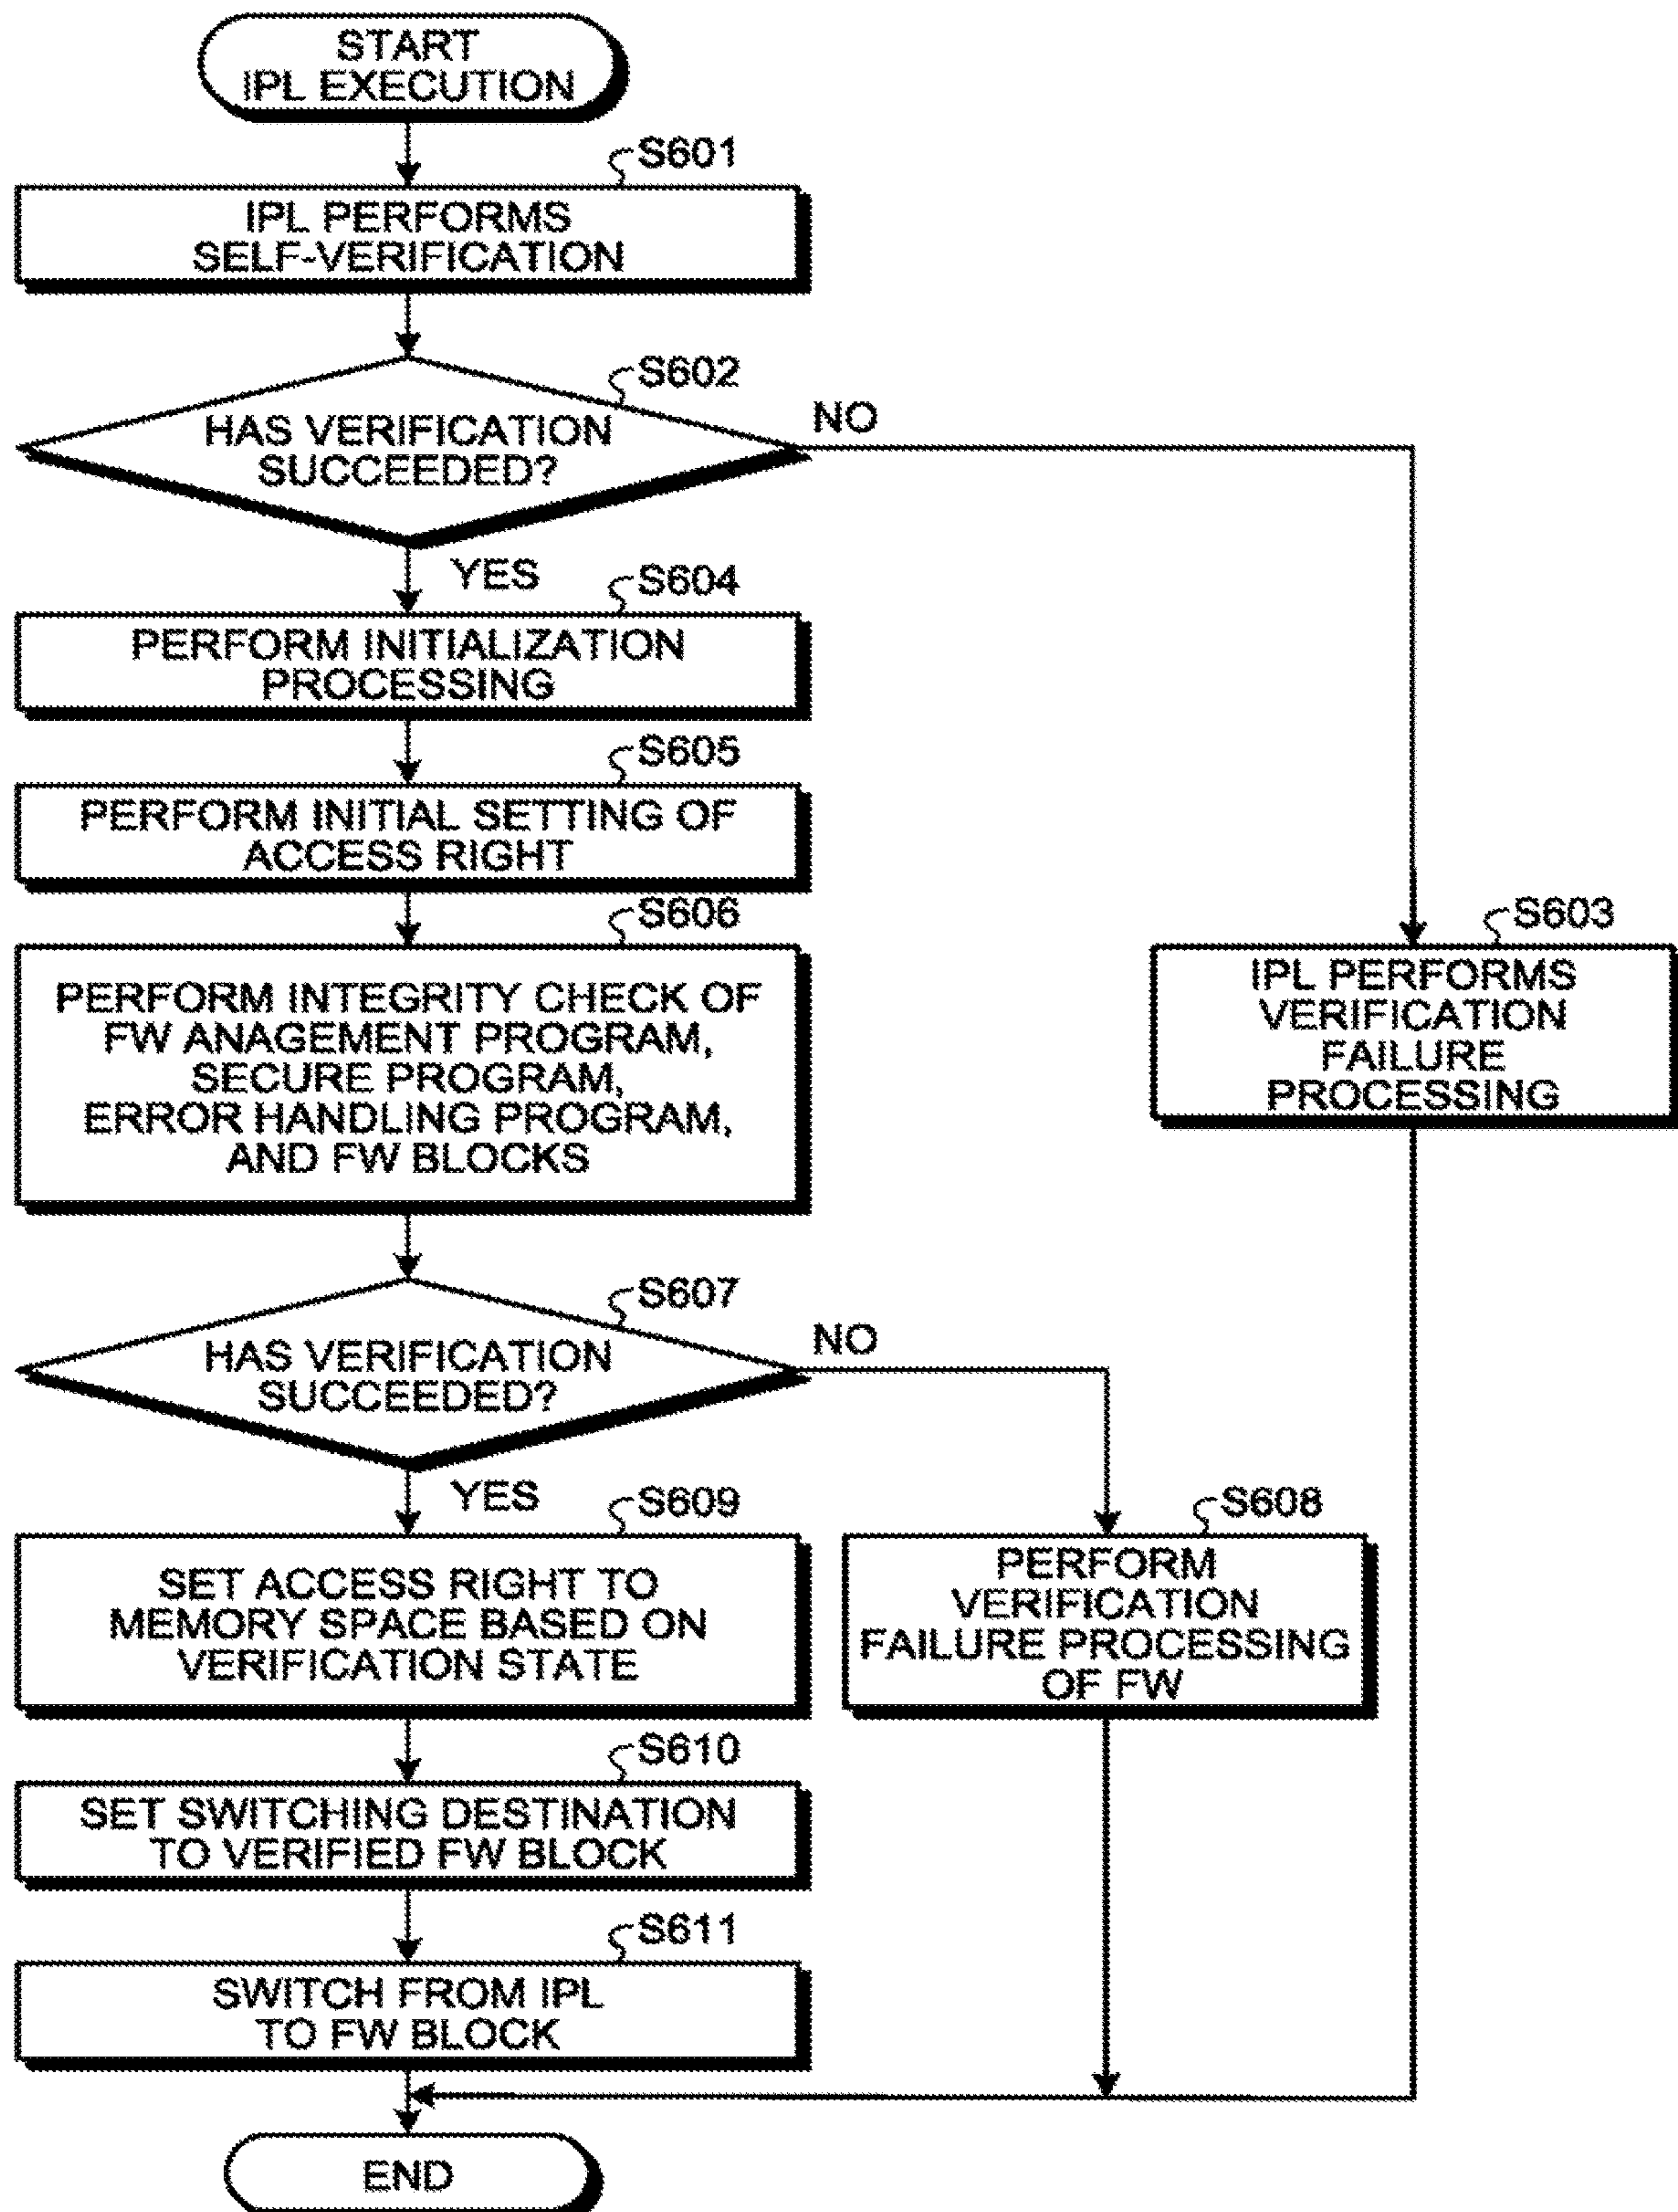 START
IPL EXECUTION
S601
IPL PERFORMS
SELF-VERIFICATION
S602
HAS VERIFICATION
SUCCEEDED?
NO
YES
S604
PERFORM INITIALIZATION
PROCESSING
S605
PERFORM INITIAL SETTING OF
ACCESS RIGHT
S606
PERFORM INTEGRITY CHECK OF
FW ANAGEMENT PROGRAM,
SECURE PROGRAM,
ERROR HANDLING PROGRAM,
AND FW BLOCKS
S603
IPL PERFORMS
VERIFICATION
FAILURE
PROCESSING
S607
HAS VERIFICATION
SUCCEEDED?
NO
YES
S609
SET ACCESS RIGHT TO
MEMORY SPACE BASED ON
VERIFICATION STATE
S608
PERFORM
VERIFICATION
FAILURE PROCESSING
OF FW
S610
SET SWITCHING DESTINATION
TO VERIFIED FW BLOCK
S611
SWITCH FROM IPL
TO FW BLOCK
END